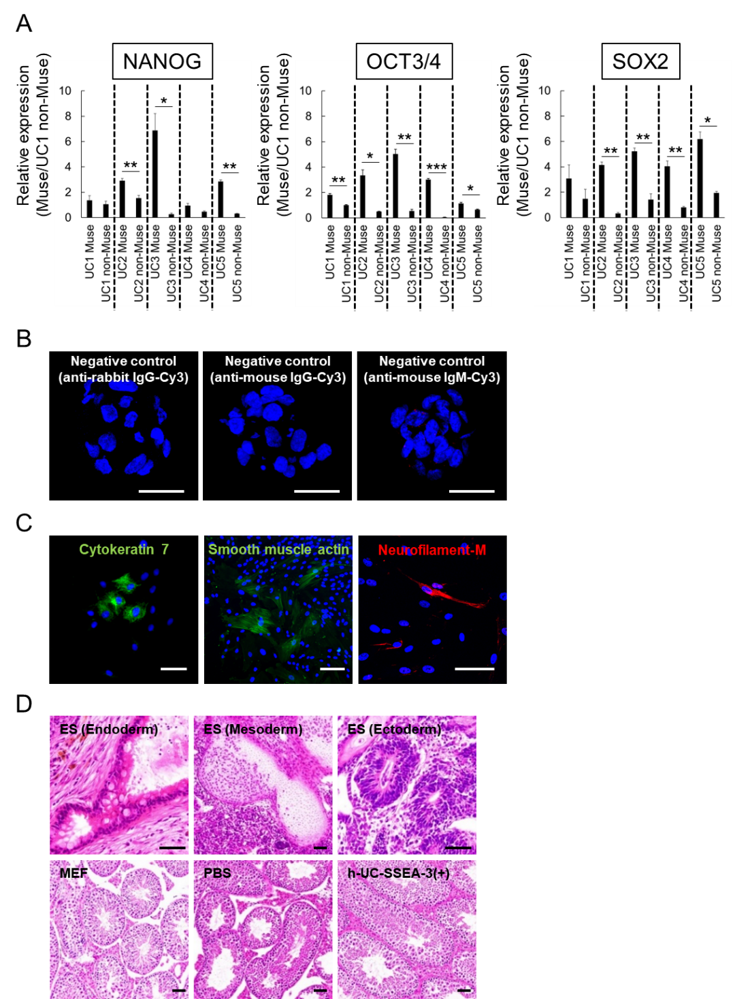 A
NANOG
OCT3/4
SOX2
Relative expression
(Muse/UC1 non-Muse)
10
8
6
4
2
0
*
**
**
UC1 Muse
UC1 non-Muse
UC2 Muse
UC2 non-Muse
UC3 Muse
UC3 non-Muse
UC4 Muse
UC4 non-Muse
UC5 Muse
UC5 non-Muse
Relative expression
(Muse/UC1 non-Muse)
10
8
6
4
2
0
**
*
**
***
*
UC1 Muse
UC1 non-Muse
UC2 Muse
UC2 non-Muse
UC3 Muse
UC3 non-Muse
UC4 Muse
UC4 non-Muse
UC5 Muse
UC5 non-Muse
Relative expression
(Muse/UC1 non-Muse)
10
8
6
4
2
0
**
**
**
*
UC1 Muse
UC1 non-Muse
UC2 Muse
UC2 non-Muse
UC3 Muse
UC3 non-Muse
UC4 Muse
UC4 non-Muse
UC5 Muse
UC5 non-Muse
B
Negative control
(anti-rabbit IgG-Cy3)
Negative control
(anti-mouse IgG-Cy3)
Negative control
(anti-mouse IgM-Cy3)
C
Cytokeratin 7
Smooth muscle actin
Neurofilament-M
D
ES (Endoderm)
ES (Mesoderm)
ES (Ectoderm)
MEF
PBS
h-UC-SSEA-3(+)